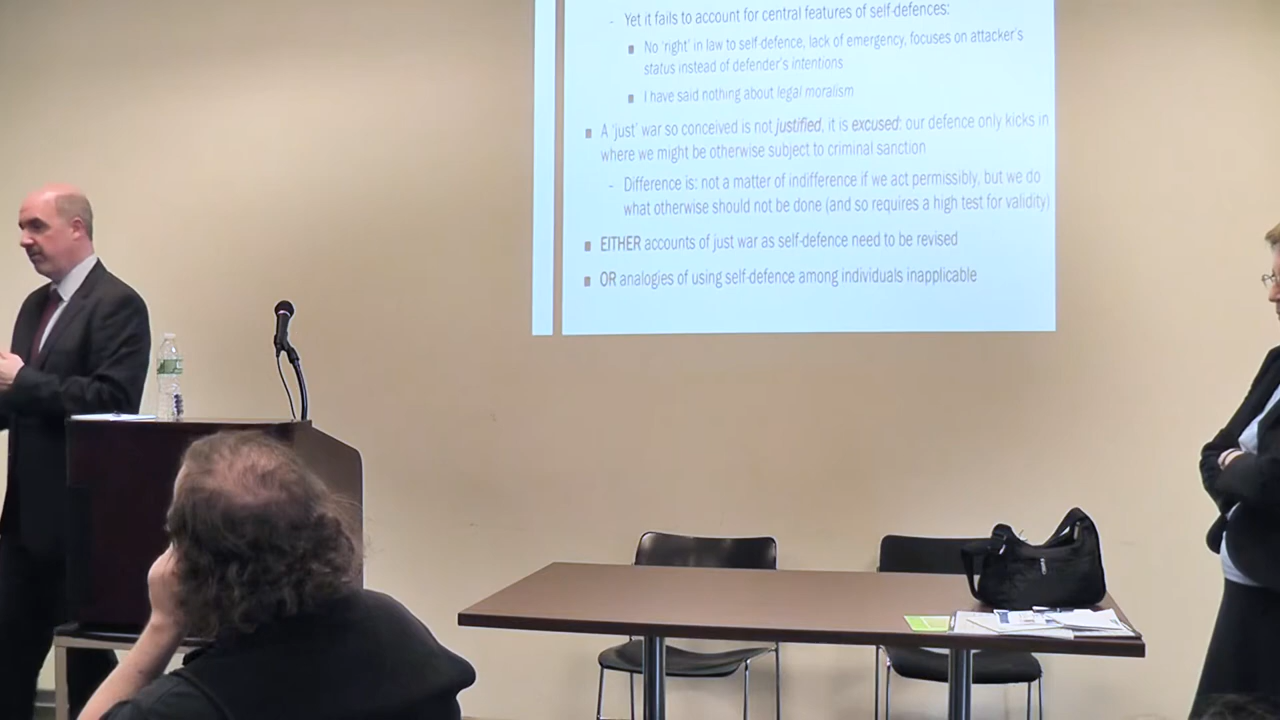 - Yet it fails to account for central features of self-defences:
■ No 'right' in law to self-defence, lack of emergency, focuses on attacker's
status instead of defender's intentions
■ I have said nothing about legal moralism
■ A 'just' war so conceived is not justified, it is excused: our defence only kicks in
where we might be otherwise subject to criminal sanction
- Difference is: not a matter of indifference if we act permissibly, but we do
what otherwise should not be done (and so requires a high test for validity)
■ EITHER accounts of just war as self-defence need to be revised
■ OR analogies of using self-defence among individuals inapplicable